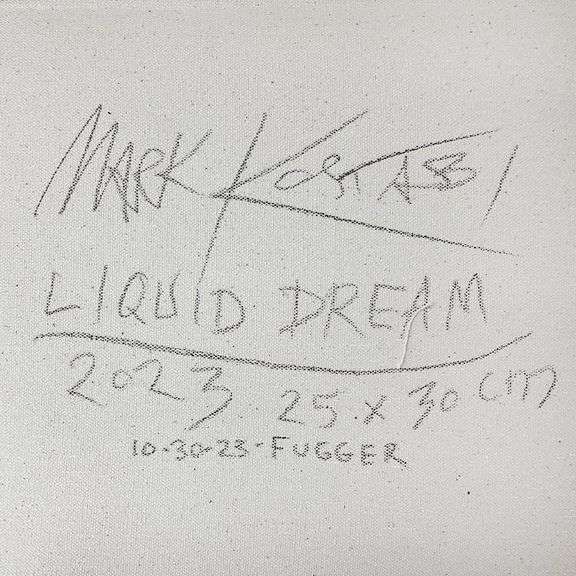 MARK KOSTABI
LIQUID DREAM
2023 25 x 30 cm
10-30-23-FUGGER